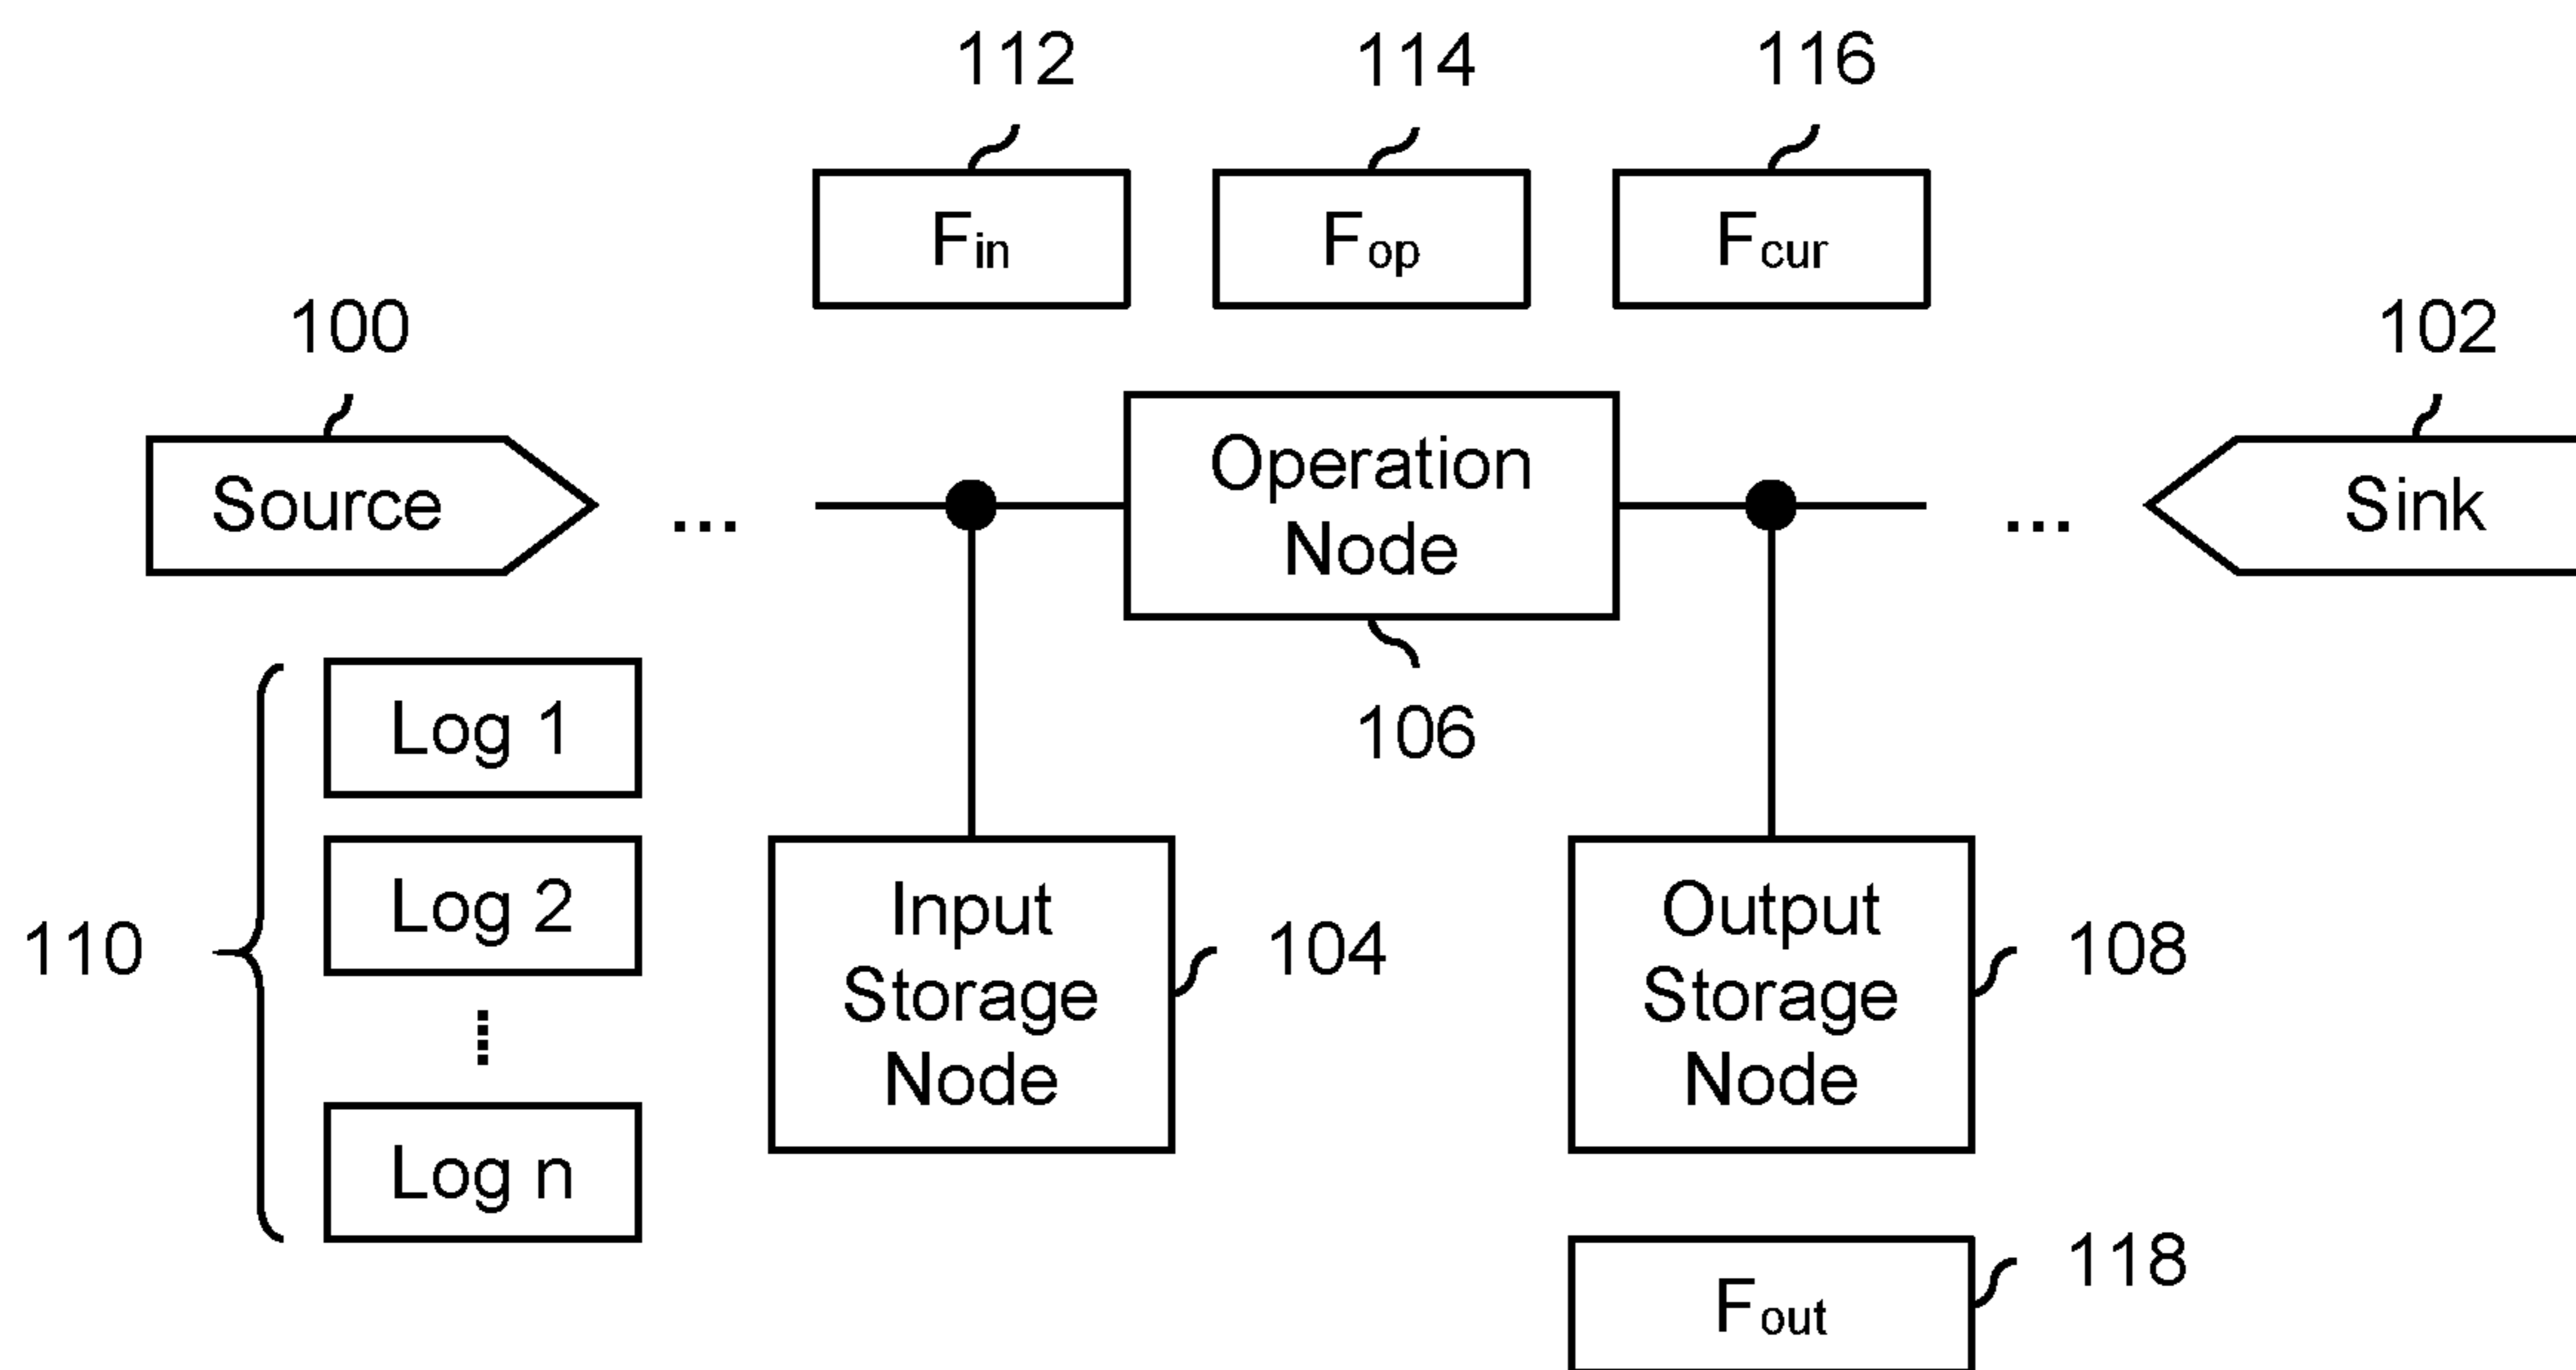 112
114
116
Fin
Fop
Fcur
100
102
Source
...
Operation
Node
...
Sink
106
110
Log 1
Log 2
Log n
Input
Storage
Node
104
Output
Storage
Node
108
Fout
118